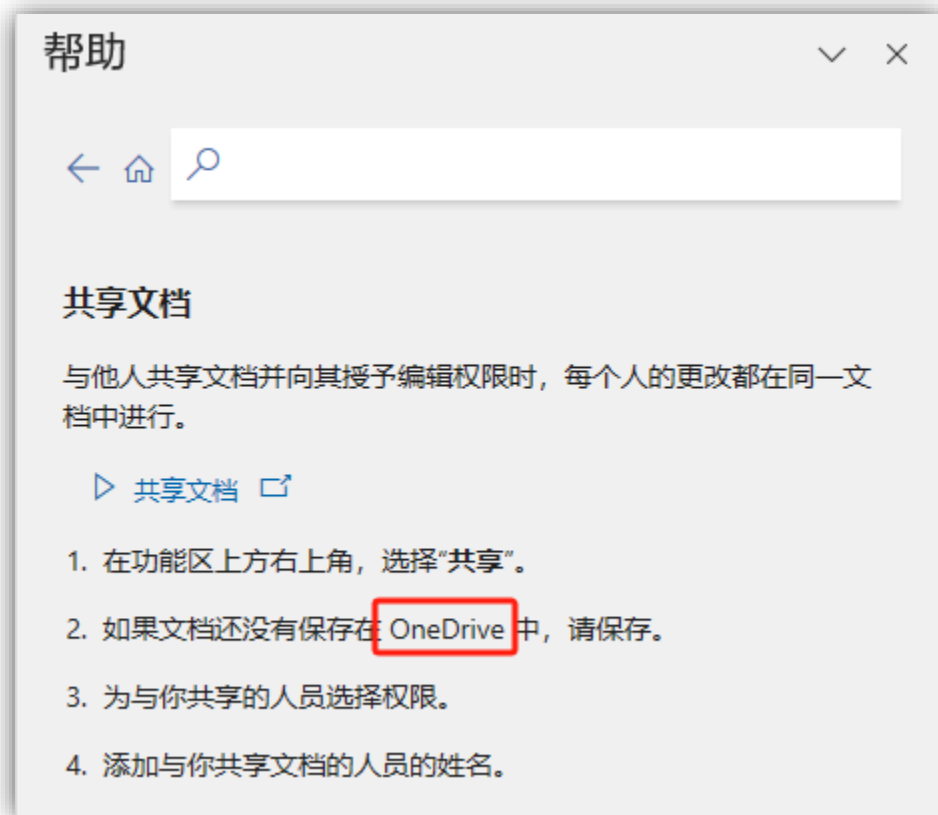 帮助
共享文档
与他人共享文档并向其授予编辑权限时，每个人的更改都在同一文
档中进行。
共享文档
1. 在功能区上方右上角，选择“共享”。
2. 如果文档还没有保存在 OneDrive 中，请保存。
3. 为与你共享的人员选择权限。
4. 添加与你共享文档的人员的姓名。